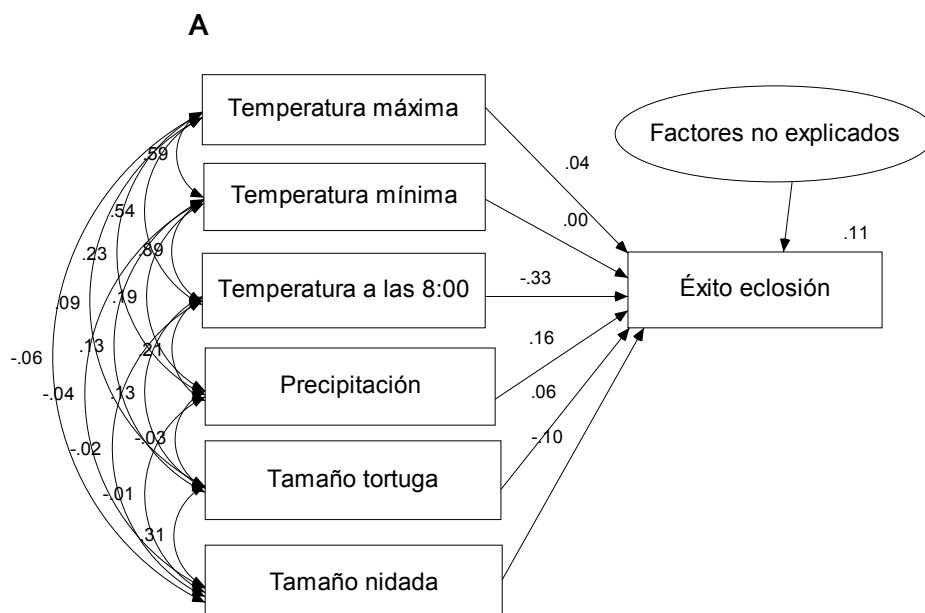 A
Temperatura máxima
Factores no explicados
.59
.04
Temperatura mínima
.54
.00
.11
.23
.89
Temperatura a las 8:00
-.33
Éxito eclosión
.09
.19
.16
-.06
.13
.21
Precipitación
-.04
.13
.06
-.02
-.03
Tamaño tortuga
-.10
-.01
.31
Tamaño nidada